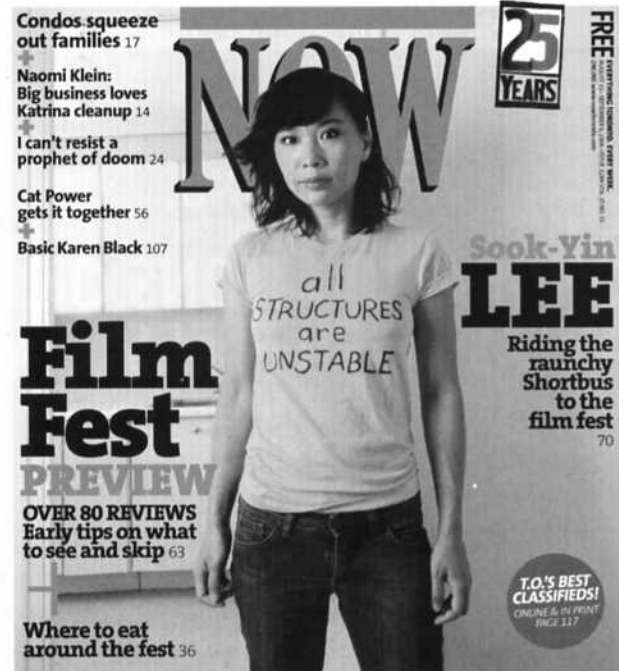 Condos squeeze
out families 17
Naomi Klein:
Big business loves
Katrina cleanup 14
I can't resist a
prophet of doom 24
Cat Power
gets it together 56
Basic Karen Black 107
NOW
25
YEARS
FREE
EVERYTHING TORONTO. EVERY WEEK.
Sook-Yin
LEE
Riding the
raunchy
Shortbus
to the
film fest
70
all
STRUCTURES
are
UNSTABLE
Film
Fest
PREVIEW
OVER 80 REVIEWS
Early tips on what
to see and skip 63
Where to eat
around the fest 36
T.O.'S BEST
CLASSIFIEDS!
ONLINE & IN PRINT
PAGE 117